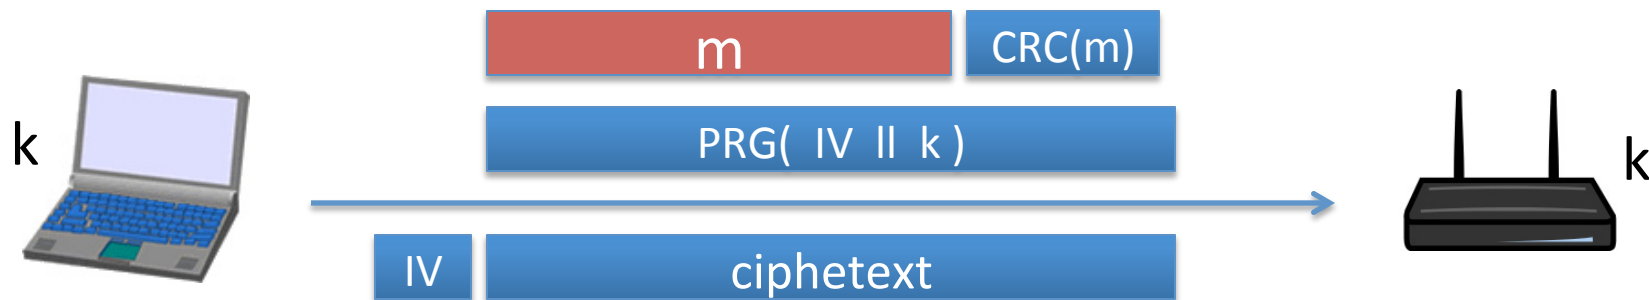 m CRC(m)
k PRG( IV ll k ) k
IV ciphetext